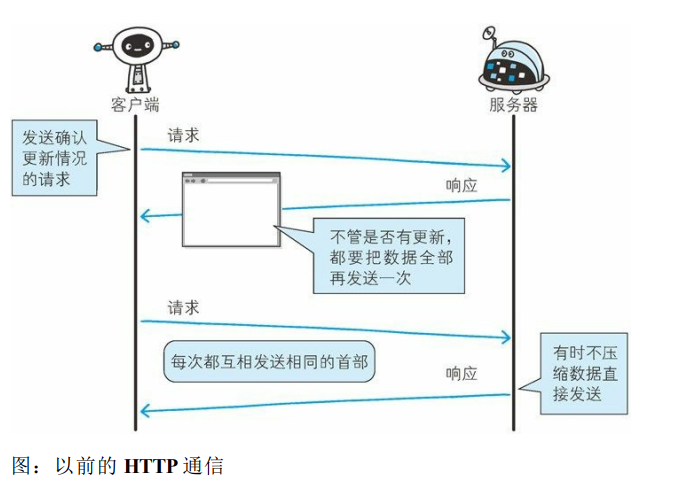 客户端
服务器
发送确认
更新情况
的请求
请求
响应
不管是否有更新，
都要把数据全部
再发送一次
请求
每次都互相发送相同的首部
响应
有时不压
缩数据直
接发送
图：以前的 HTTP 通信